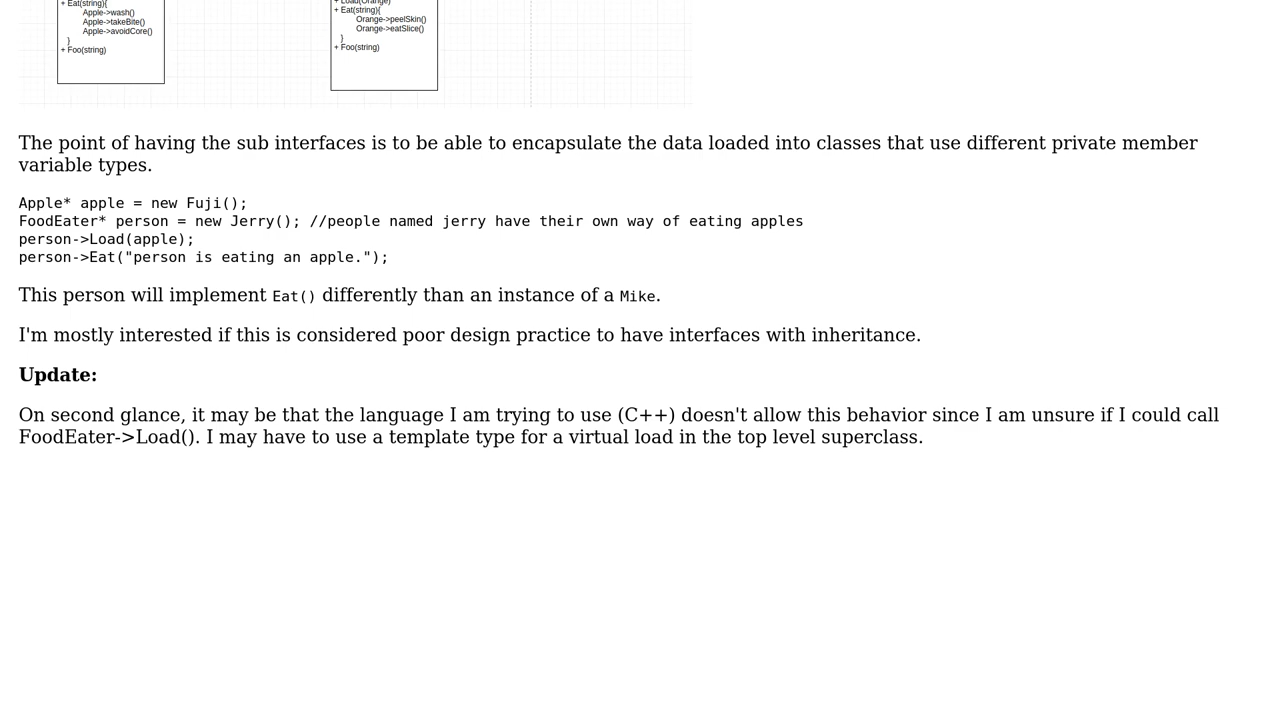 + Eat(string){
Apple->wash()
Apple->takeBite()
Apple->avoidCore()
}
+ Foo(string)
+ Load(Orange)
+ Eat(string){
Orange->peelSkin()
Orange->eatSlice()
}
+ Foo(string)
The point of having the sub interfaces is to be able to encapsulate the data loaded into classes that use different private member
variable types.
Apple* apple = new Fuji();
FoodEater* person = new Jerry(); //people named jerry have their own way of eating apples
person->Load(apple);
person->Eat("person is eating an apple.");
This person will implement Eat() differently than an instance of a Mike.
I'm mostly interested if this is considered poor design practice to have interfaces with inheritance.
Update:
On second glance, it may be that the language I am trying to use (C++) doesn't allow this behavior since I am unsure if I could call
FoodEater->Load(). I may have to use a template type for a virtual load in the top level superclass.